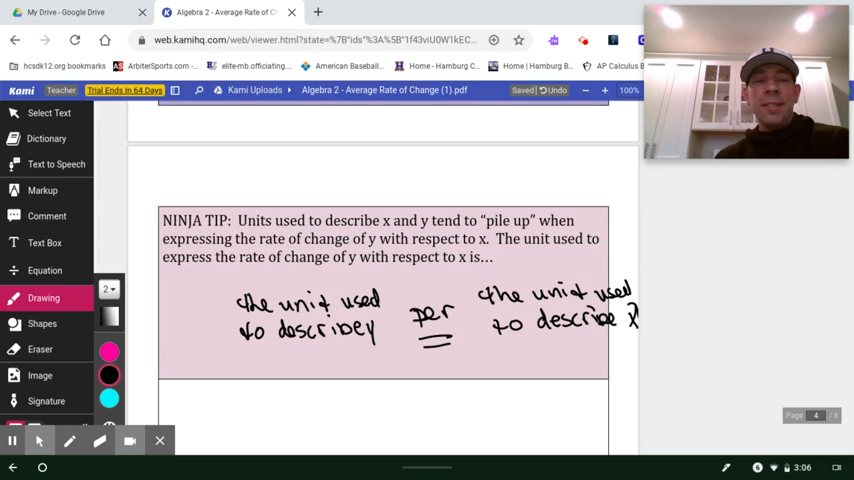 My Drive - Google Drive
Algebra 2 - Average Rate of Ch
web.kamihq.com/web/viewer.html?state=%7B"ids"%3A%5B"1f43viU0W1kEC...
hcsdk12.org bookmarks
ArbiterSports.com -...
elite-mb.officiating...
American Baseball...
Home - Hamburg C...
Home | Hamburg B...
AP Calculus
Kami
Teacher
Trial Ends In 64 Days
Kami Uploads
Algebra 2 - Average Rate of Change (1).pdf
Saved
Undo
100%
Select Text
Dictionary
Text to Speech
Markup
Comment
Text Box
Equation
Drawing
Shapes
Eraser
Image
Signature
2
NINJA TIP: Units used to describe x and y tend to “pile up” when
expressing the rate of change of y with respect to x. The unit used to
express the rate of change of y with respect to x is...
the unit used
to describe y
per
the unit used
to describe x
Page 4 / 6
6
3:06